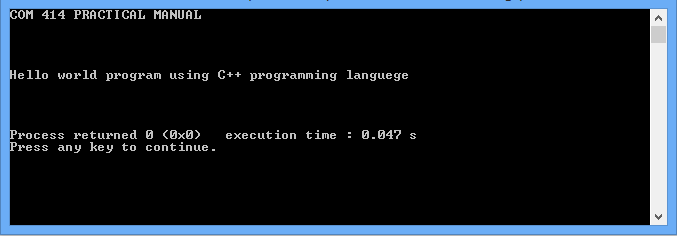 COM 414 PRACTICAL MANUAL
Hello world program using C++ programming languege
Process returned 0 (0x0)   execution time : 0.047 s
Press any key to continue.